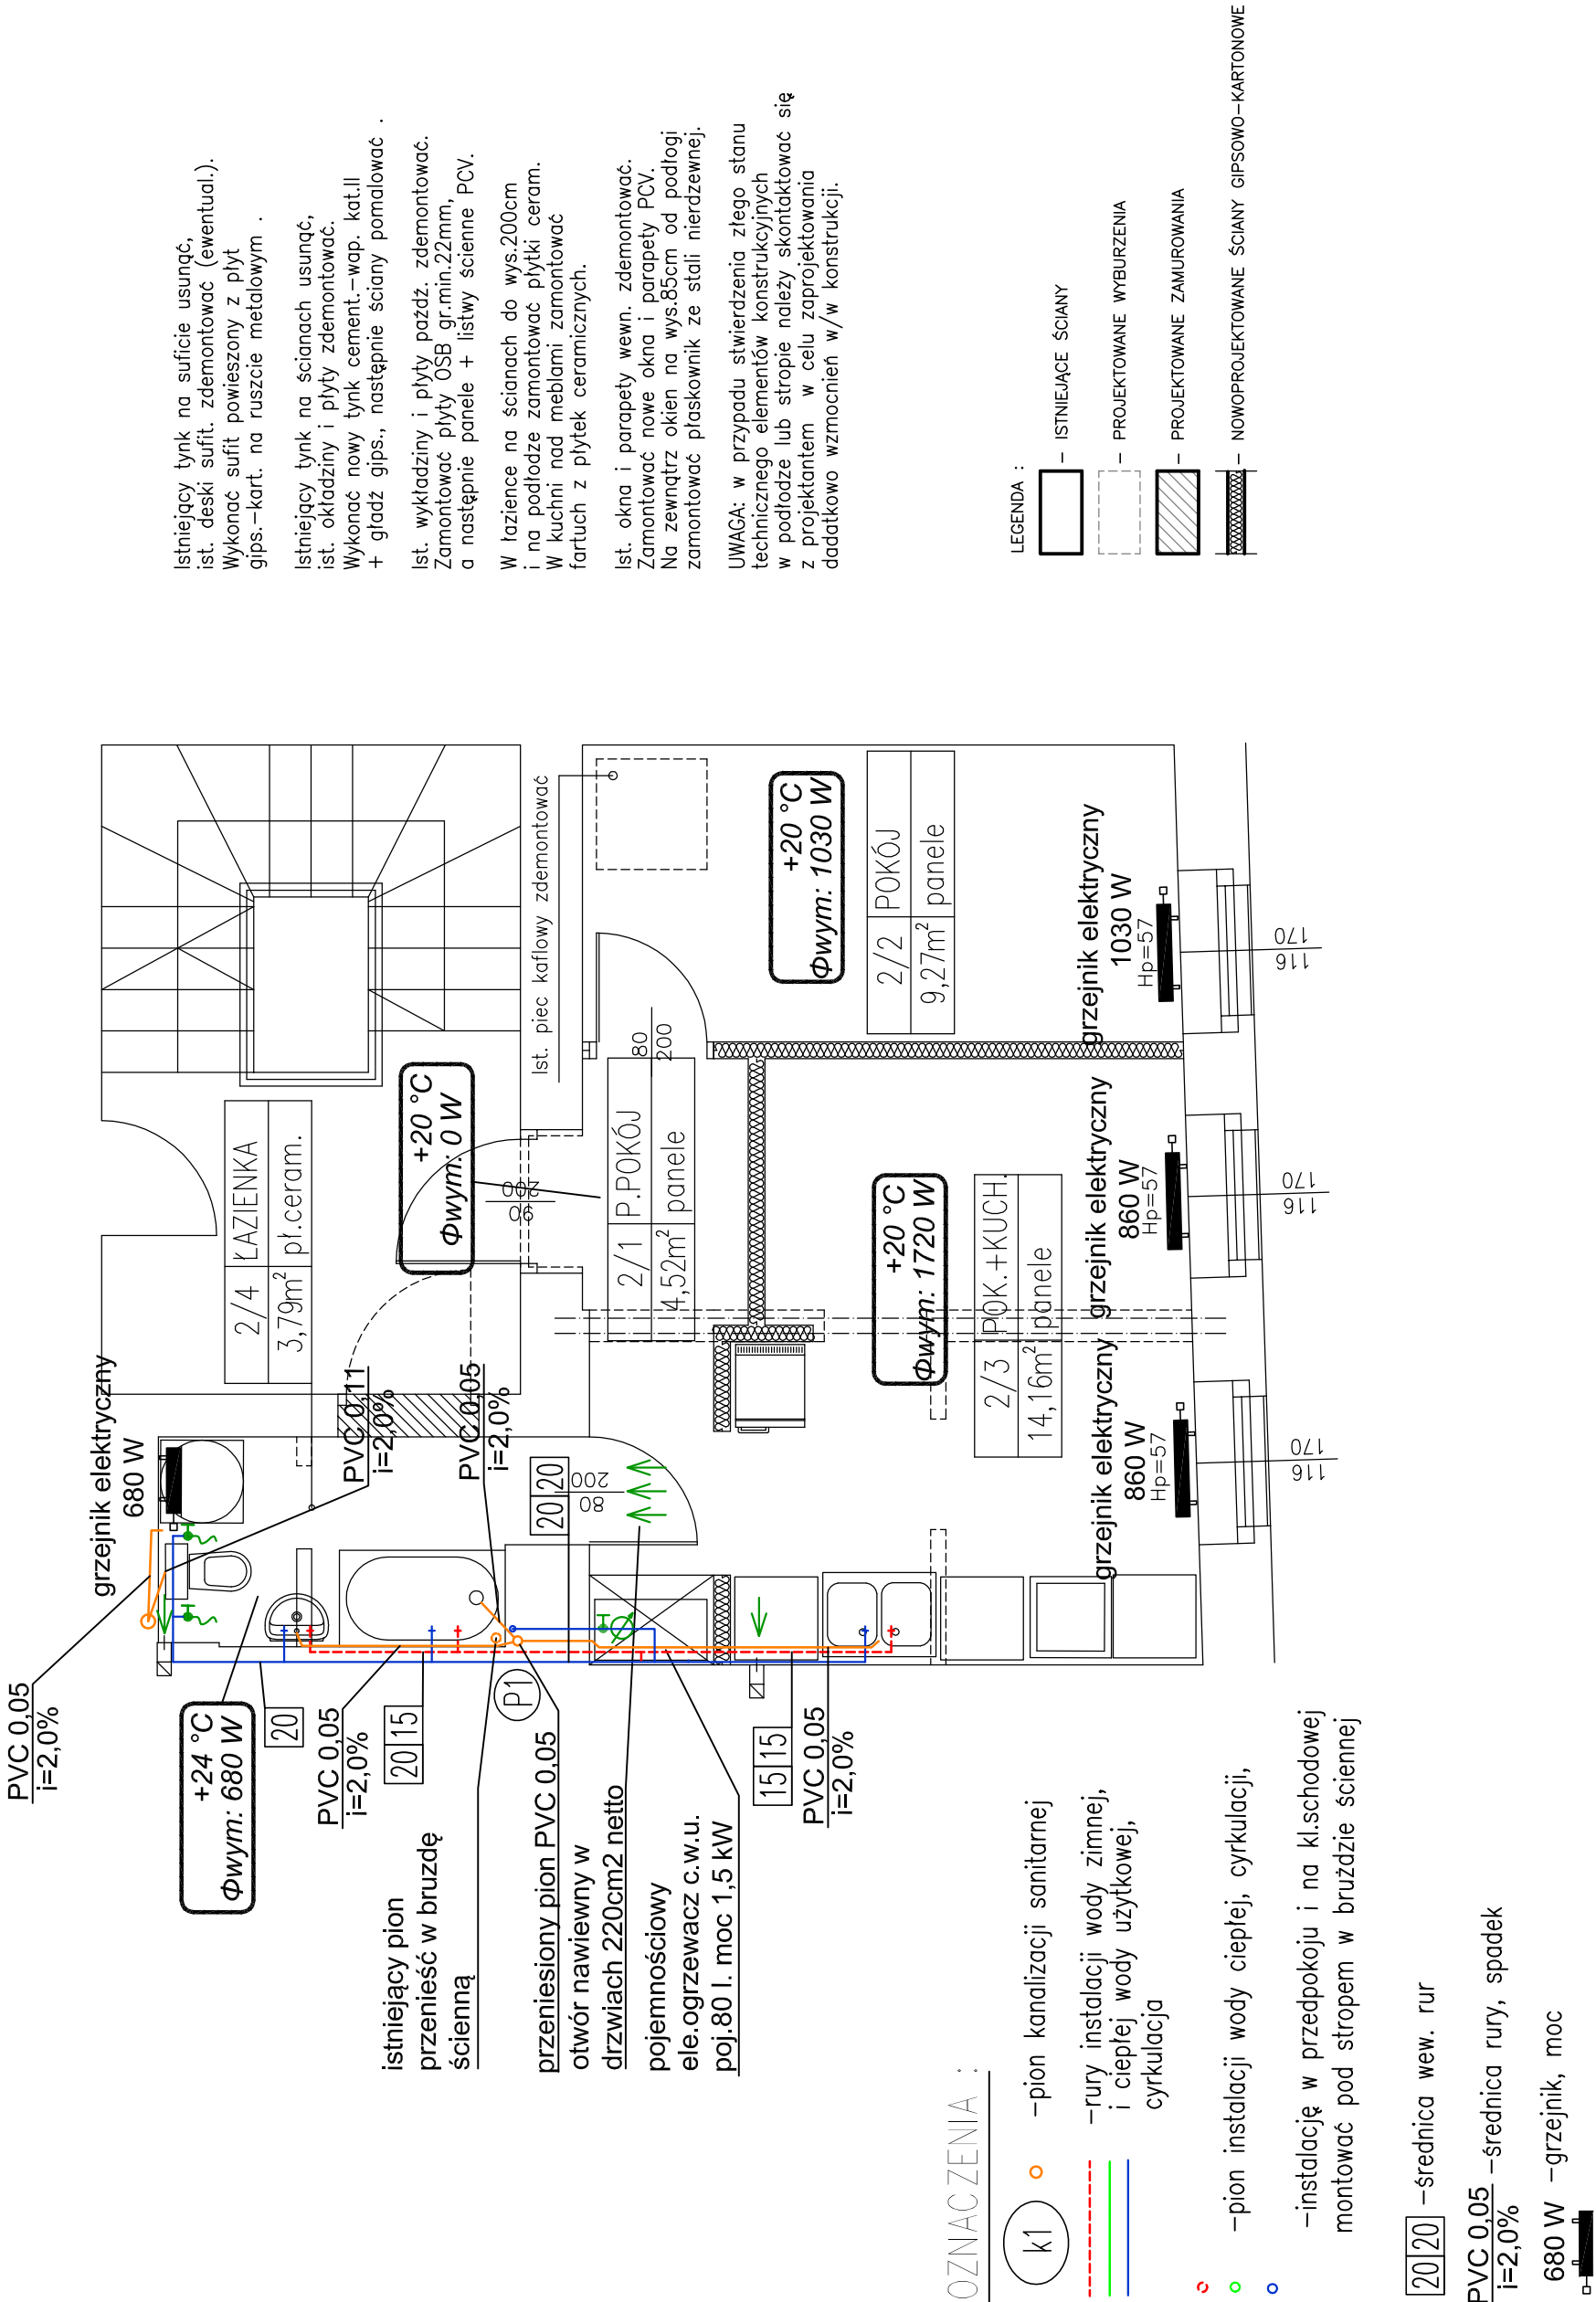 Istniejący tynk na suficie usunąć,
ist. deski sufit. zdemontować (ewentual.).
Wykonać sufit powieszony z płyt
gips.–kart. na ruszcie metalowym .
Istniejący tynk na ścianach usunąć,
ist. okładziny i płyty zdemontować.
Wykonać nowy tynk cement.–wap. kat.II
+ gładź gips., następnie ściany pomalować .
Ist. wykładziny i płyty paźdź. zdemontować.
Zamontować płyty OSB gr.min.22mm,
a następnie panele + listwy ścienne PCV.
W łazience na ścianach do wys.200cm
i na podłodze zamontować płytki ceram.
W kuchni nad meblami zamontować
fartuch z płytek ceramicznych.
Ist. okna i parapety wewn. zdemontować.
Zamontować nowe okna i parapety PCV.
Na zewnątrz okien na wys.85cm od podłogi
zamontować płaskownik ze stali nierdzewnej.
UWAGA: w przypadu stwierdzenia złego stanu
technicznego elementów konstrukcyjnych
w podłodze lub stropie należy skontaktować się
z projektantem w celu zaprojektowania
dadatkowo wzmocnień w/w konstrukcji.
LEGENDA :
– ISTNIEJĄCE ŚCIANY
– PROJEKTOWANE WYBURZENIA
– PROJEKTOWANE ZAMUROWANIA
– NOWOPROJEKTOWANE ŚCIANY GIPSOWO–KARTONOWE
grzejnik elektryczny
680 W
2/4 ŁAZIENKA
3,79m² pł.ceram.
+20 °C
Φwym: 0 W
90
200
Ist. piec kaflowy zdemontować
PVC 0,11
i=2,0%
PVC 0,05
i=2,0%
20 20
80
200
2/1 P.POKÓJ
4,52m² panele
80
200
+20 °C
Φwym: 1030 W
2/2 POKÓJ
9,27m² panele
+20 °C
Φwym: 1720 W
2/3 POK.+KUCH.
14,16m² panele
grzejnik elektryczny
860 W
Hp=57
grzejnik elektryczny
860 W
Hp=57
grzejnik elektryczny
1030 W
Hp=57
116
170
116
170
116
170
PVC 0,05
i=2,0%
+24 °C
Φwym: 680 W
20
PVC 0,05
i=2,0%
20 15
P1
istniejący pion
przenieść w bruzdę
ścienną
przeniesiony pion PVC 0,05
otwór nawiewny w
drzwiach 220cm2 netto
pojemnościowy
ele.ogrzewacz c.w.u.
poj.80 l. moc 1,5 kW
15 15
PVC 0,05
i=2,0%
OZNACZENIA :
k1 –pion kanalizacji sanitarnej
–rury instalacji wody zimnej,
i ciepłej wody użytkowej,
cyrkulacja
–pion instalacji wody ciepłej, cyrkulacji,
–instalację w przedpokoju i na kl.schodowej
montować pod stropem w bruździe ściennej
20 20 –średnica wew. rur
PVC 0,05 –średnica rury, spadek
i=2,0%
680 W –grzejnik, moc